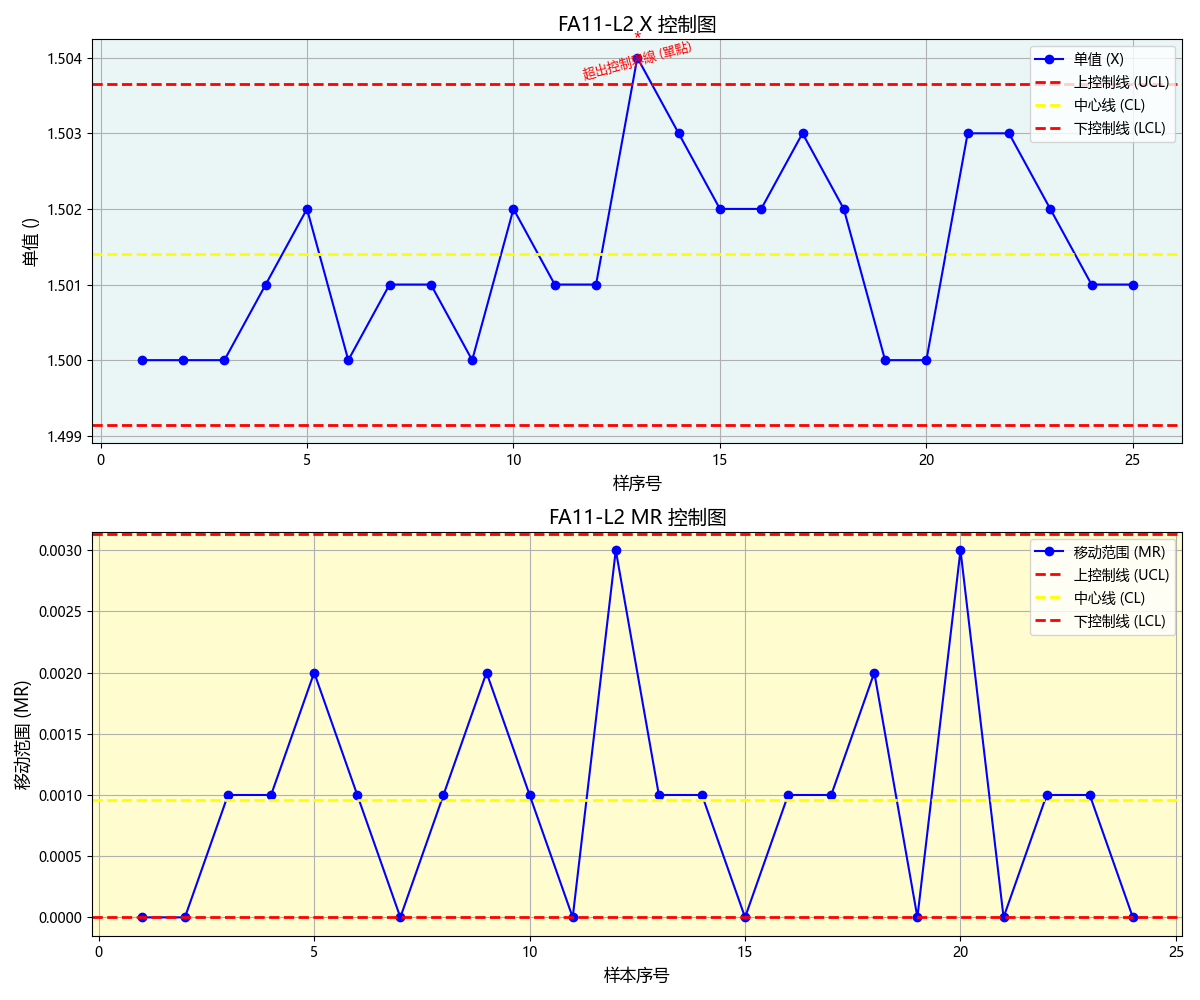 FA11-L2 X 控制图
*
超出控制界線 (單點)
单值 (X)
上控制线 (UCL)
中心线 (CL)
下控制线 (LCL)
1.504
1.503
1.502
1.501
1.500
1.499
单值 ()
0 5 10 15 20 25
样序号
FA11-L2 MR 控制图
移动范围 (MR)
上控制线 (UCL)
中心线 (CL)
下控制线 (LCL)
0.0030
0.0025
0.0020
0.0015
0.0010
0.0005
0.0000
移动范围 (MR)
0 5 10 15 20 25
样本序号